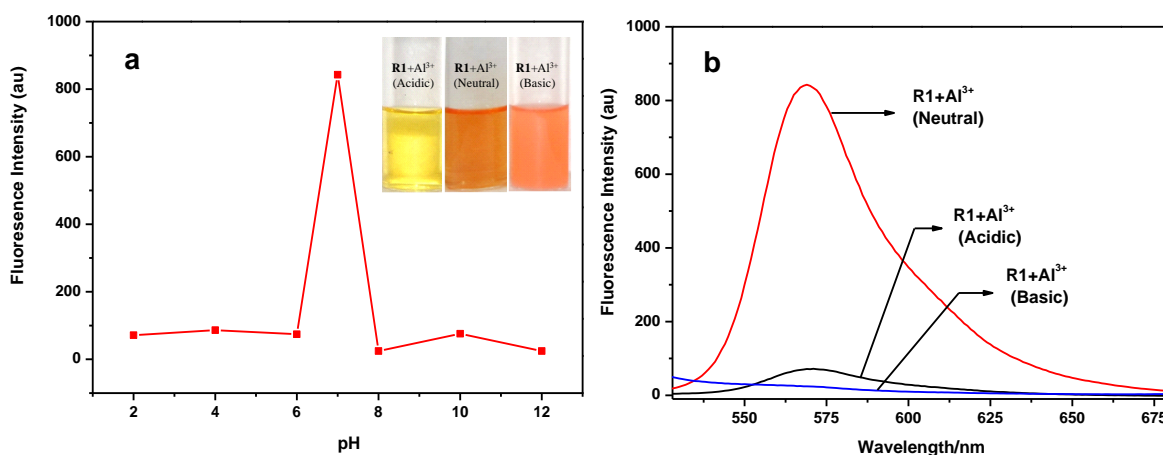 a
R1+Al³⁺ (Acidic)
R1+Al³⁺ (Neutral)
R1+Al³⁺ (Basic)
Fluoresence Intensity (au)
1000
800
600
400
200
0
2 4 6 8 10 12
pH
b
R1+Al³⁺
(Neutral)
R1+Al³⁺
(Acidic)
R1+Al³⁺
(Basic)
Fluorescence Intensity (au)
1000
800
600
400
200
0
550 575 600 625 650 675
Wavelength/nm